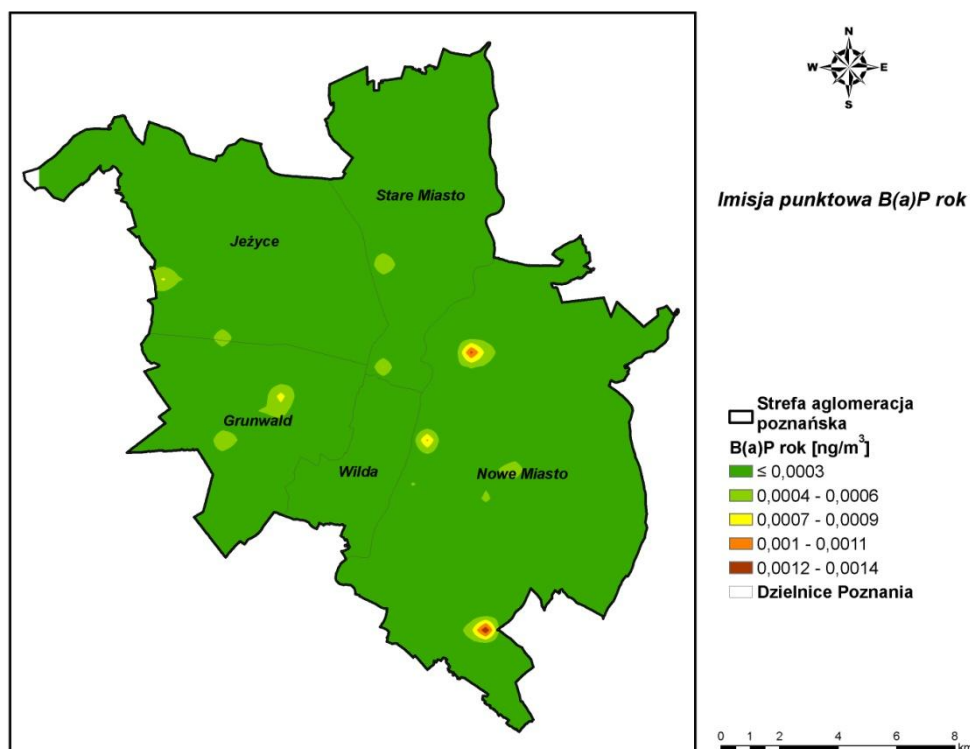 N
W E
S
Imisja punktowa B(a)P rok
Stare Miasto
Jeżyce
Grunwald
Wilda
Nowe Miasto
Strefa aglomeracja
poznańska
B(a)P rok [ng/m³]
≤ 0,0003
0,0004 - 0,0006
0,0007 - 0,0009
0,001 - 0,0011
0,0012 - 0,0014
Dzielnice Poznania
0 1 2 4 6 8
km